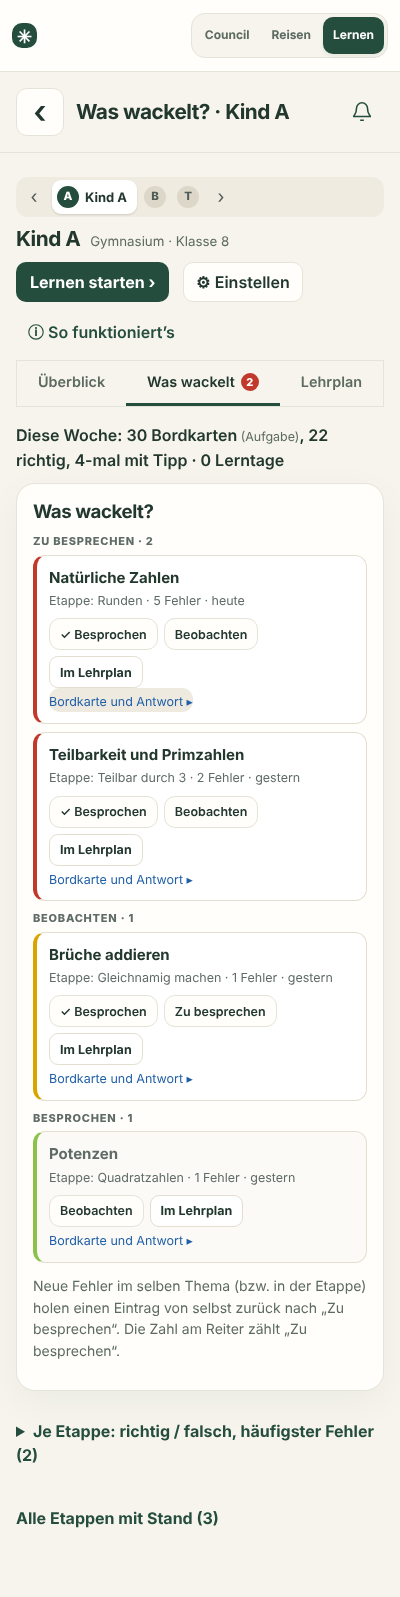 Council Reisen Lernen
‹ Was wackelt? · Kind A
‹ A Kind A B T ›
Kind A Gymnasium · Klasse 8
Lernen starten › ⚙ Einstellen
ⓘ So funktioniert’s
Überblick Was wackelt 2 Lehrplan
Diese Woche: 30 Bordkarten (Aufgabe), 22
richtig, 4-mal mit Tipp · 0 Lerntage
Was wackelt?
ZU BESPRECHEN · 2
Natürliche Zahlen
Etappe: Runden · 5 Fehler · heute
✓ Besprochen Beobachten
Im Lehrplan
Bordkarte und Antwort ▸
Teilbarkeit und Primzahlen
Etappe: Teilbar durch 3 · 2 Fehler · gestern
✓ Besprochen Beobachten
Im Lehrplan
Bordkarte und Antwort ▸
BEOBACHTEN · 1
Brüche addieren
Etappe: Gleichnamig machen · 1 Fehler · gestern
✓ Besprochen Zu besprechen
Im Lehrplan
Bordkarte und Antwort ▸
BESPROCHEN · 1
Potenzen
Etappe: Quadratzahlen · 1 Fehler · gestern
Beobachten Im Lehrplan
Bordkarte und Antwort ▸
Neue Fehler im selben Thema (bzw. in der Etappe)
holen einen Eintrag von selbst zurück nach „Zu
besprechen“. Die Zahl am Reiter zählt „Zu
besprechen“.
▶ Je Etappe: richtig / falsch, häufigster Fehler
(2)
Alle Etappen mit Stand (3)